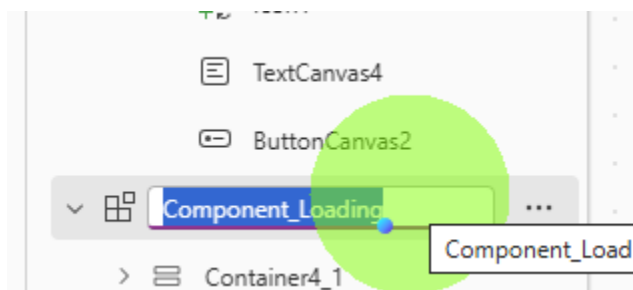 TextCanvas4
ButtonCanvas2
Component_Loading
Component_Load
Container4_1